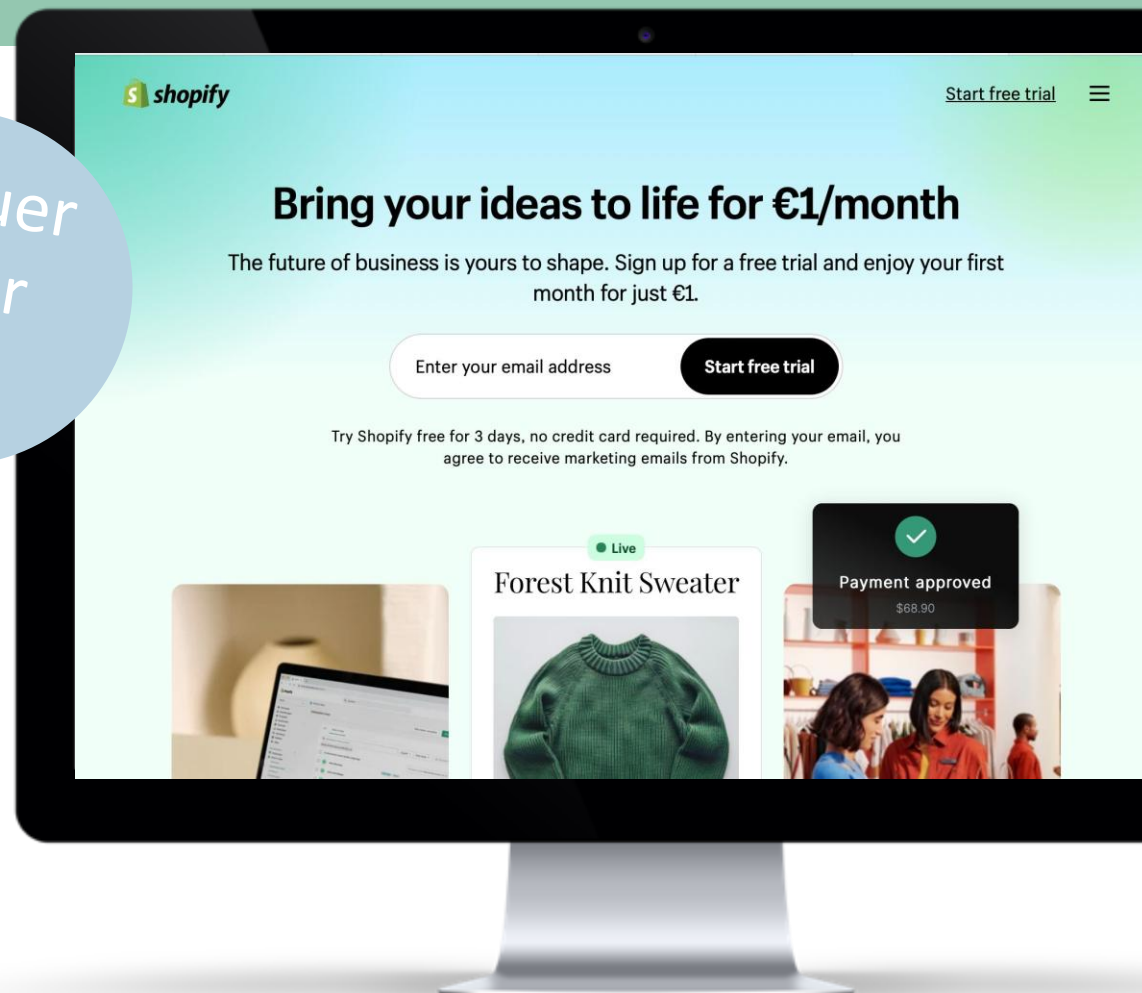 shopify
Start free trial
Bring your ideas to life for €1/month
The future of business is yours to shape. Sign up for a free trial and enjoy your first
month for just €1.
Enter your email address
Start free trial
Try Shopify free for 3 days, no credit card required. By entering your email, you
agree to receive marketing emails from Shopify.
Live
Forest Knit Sweater
Payment approved
$68.90